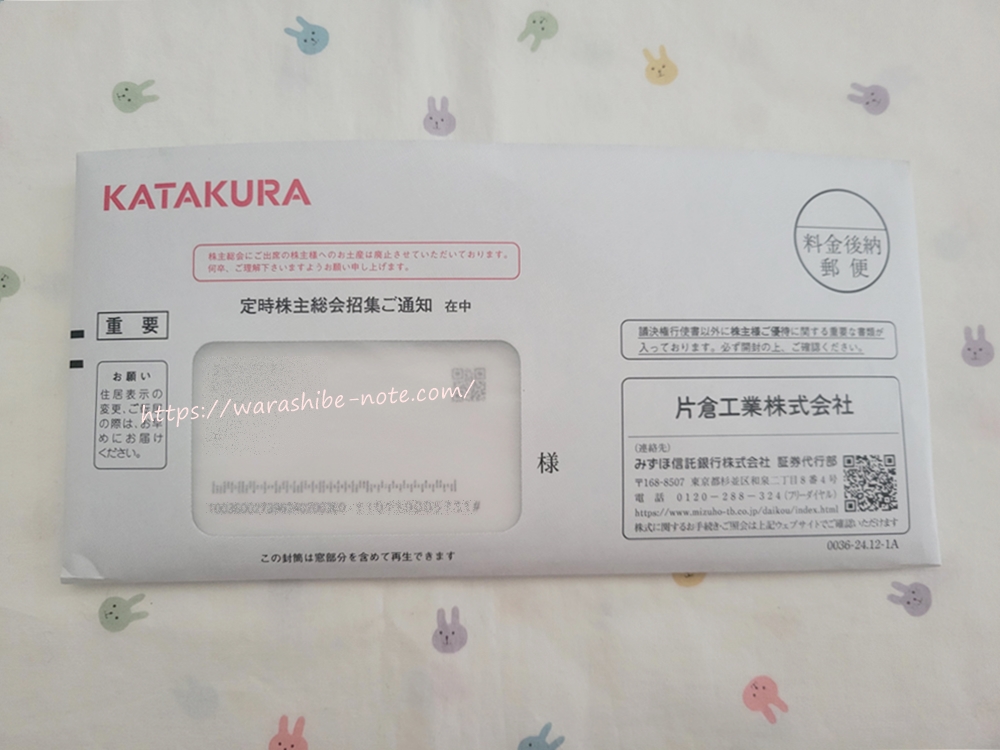 KATAKURA
株主総会にご出席の株主様へのお土産は廃止させていただいております。
何卒、ご理解下さいますようお願い申し上げます。
料金後納
郵便
定時株主総会招集ご通知 在中
重要
議決権行使書以外に株主様ご優待に関する重要な書類が
入っております。必ず開封の上、ご確認ください。
お願い
住居表示の
変更、ご
の際は、お早
めにお届け
ください。
https://warashibe-note.com/
様
片倉工業株式会社
(連絡先)
みずほ信託銀行株式会社 証券代行部
〒168-8507 東京都杉並区和泉二丁目8番4号
電話 0120-288-324(フリーダイヤル)
https://www.mizuho-tb.co.jp/daikou/index.html
株式に関するお手続きご照会は上記ウェブサイトでご確認いただけます
0036-24.12-1A
この封筒は窓部分を含めて再生できます